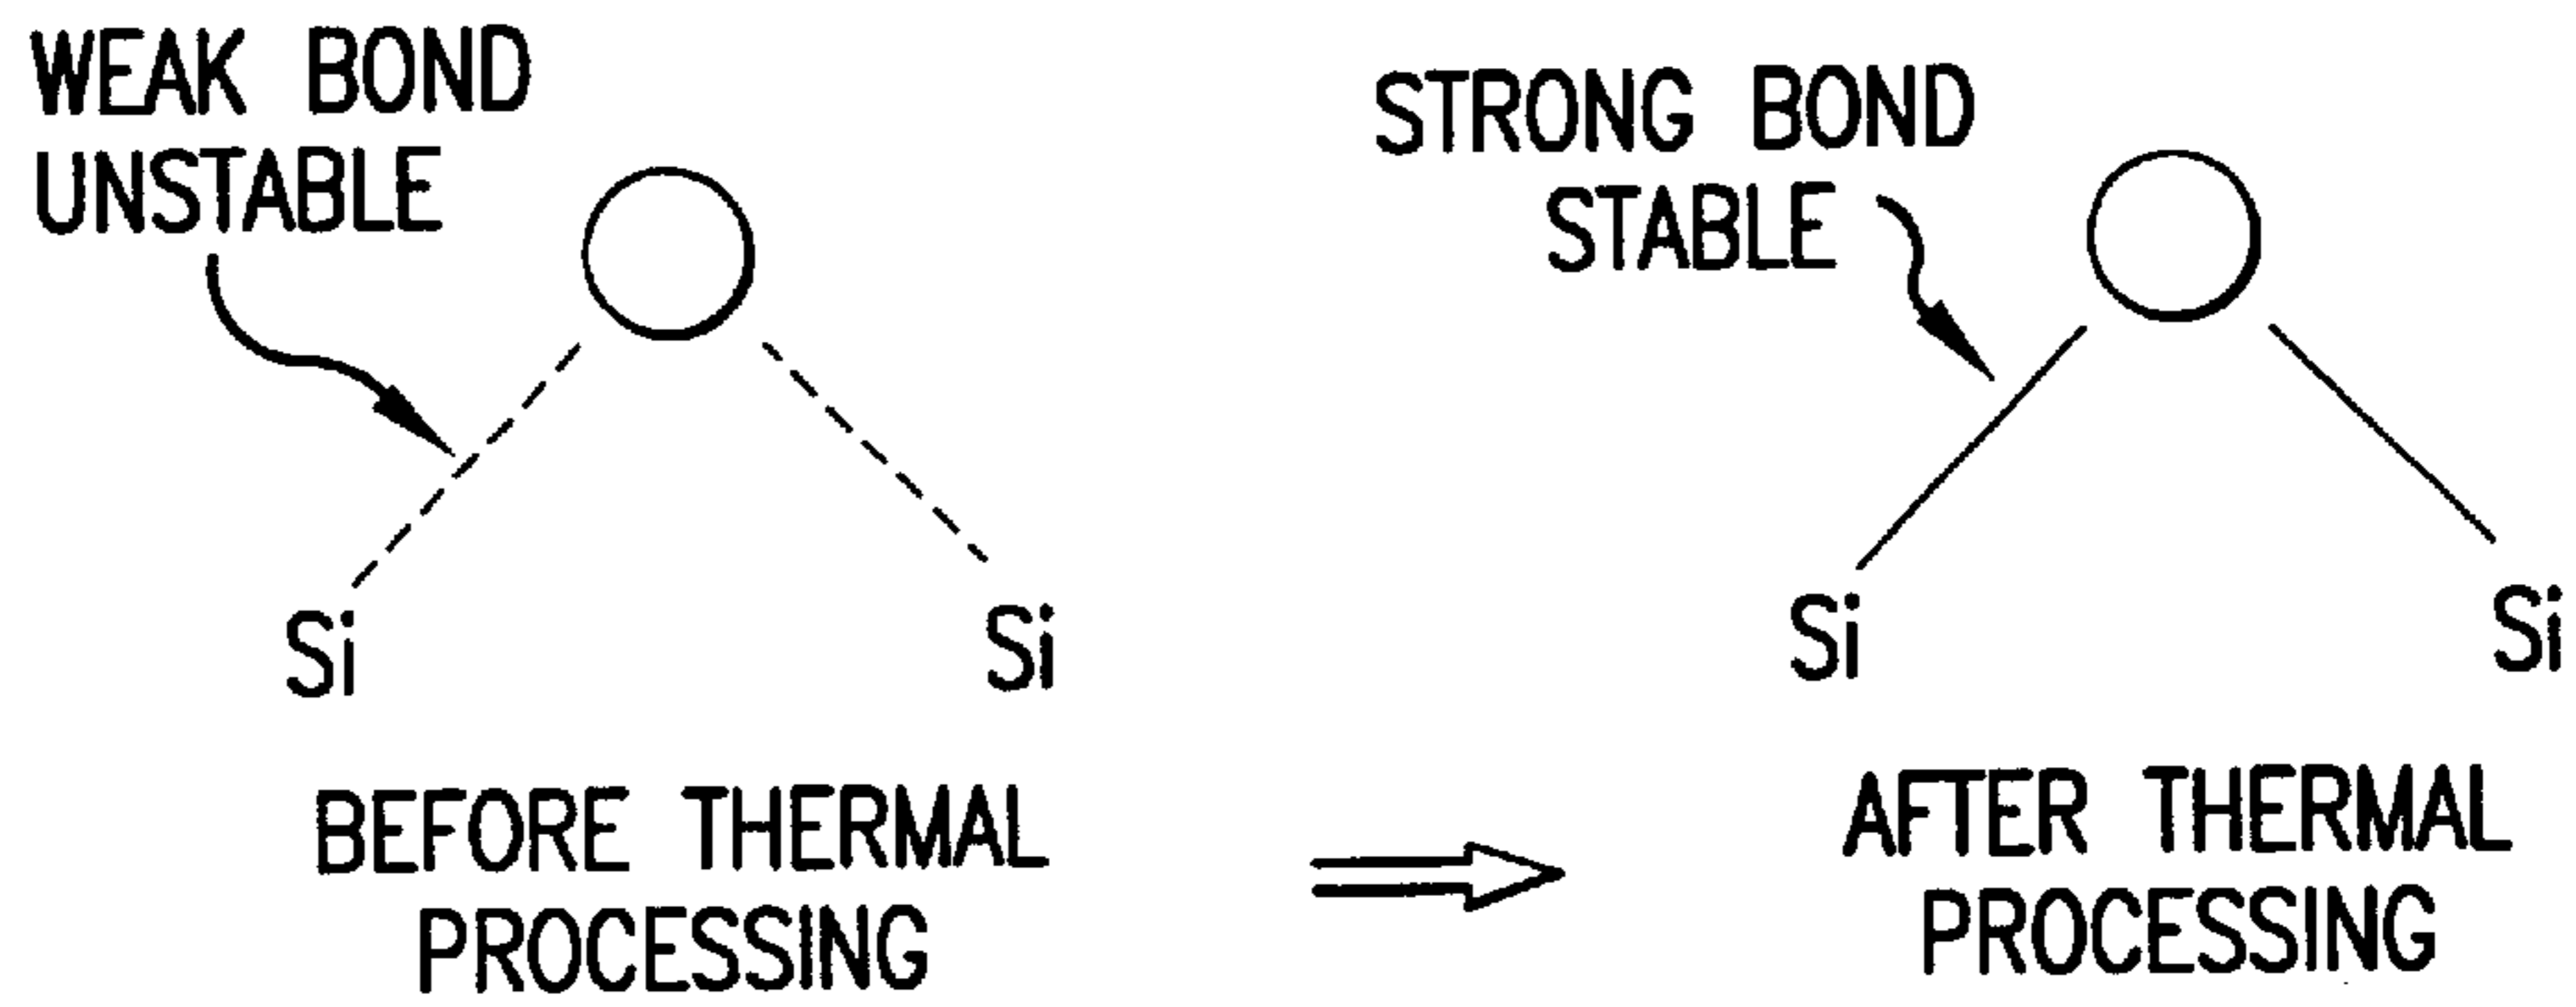 WEAK BOND
UNSTABLE
Si
Si
BEFORE THERMAL
PROCESSING
STRONG BOND
STABLE
Si
Si
AFTER THERMAL
PROCESSING